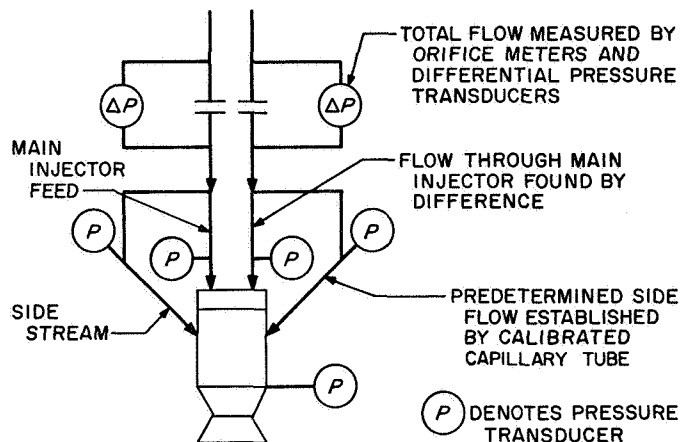 TOTAL FLOW MEASURED BY
ORIFICE METERS AND
DIFFERENTIAL PRESSURE
TRANSDUCERS
ΔP
ΔP
MAIN
INJECTOR
FEED
FLOW THROUGH MAIN
INJECTOR FOUND BY
DIFFERENCE
P
P
P
P
SIDE
STREAM
PREDETERMINED SIDE
FLOW ESTABLISHED
BY CALIBRATED
CAPILLARY TUBE
P
P DENOTES PRESSURE
TRANSDUCER